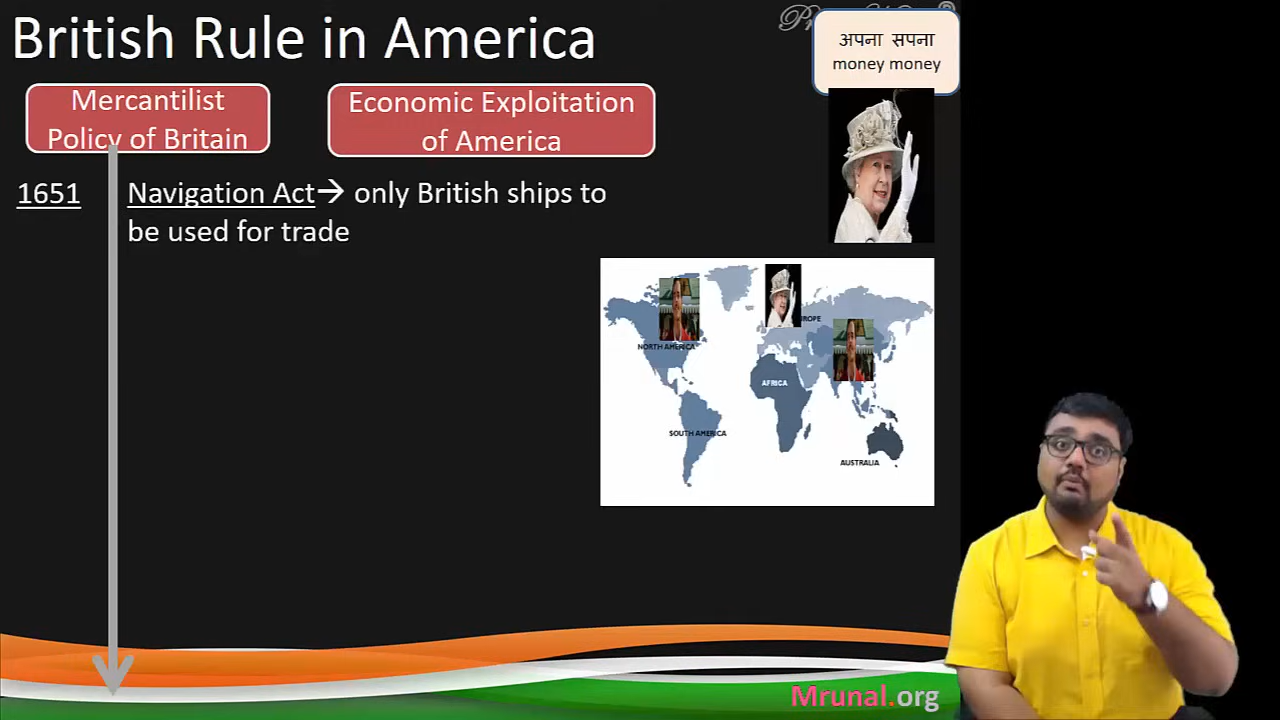 British Rule in America
अपना सपना
money money
Mercantilist
Policy of Britain
Economic Exploitation
of America
1651
Navigation Act→ only British ships to
be used for trade
NORTH AMERICA
AFRICA
SOUTH AMERICA
AUSTRALIA
Mrunal.org